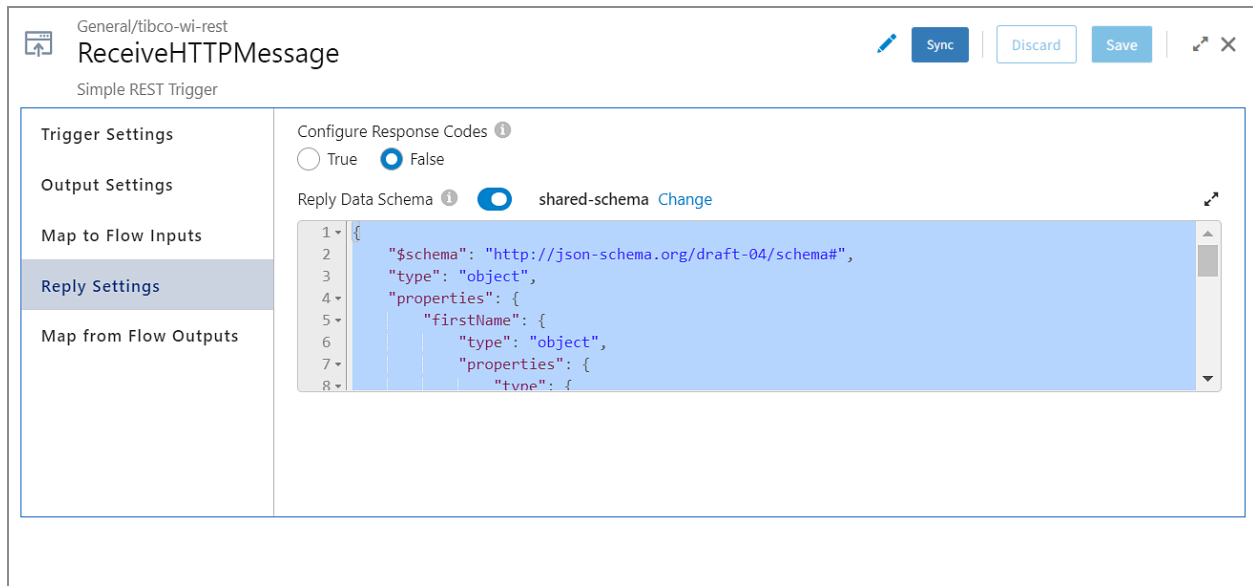 General/tibco-wi-rest
ReceiveHTTPMessage
Simple REST Trigger
Sync
Discard
Save
Trigger Settings
Output Settings
Map to Flow Inputs
Reply Settings
Map from Flow Outputs
Configure Response Codes
True
False
Reply Data Schema
shared-schema Change
1 {
2 "$schema": "http://json-schema.org/draft-04/schema#",
3 "type": "object",
4 "properties": {
5 "firstName": {
6 "type": "object",
7 "properties": {
8 "type": {